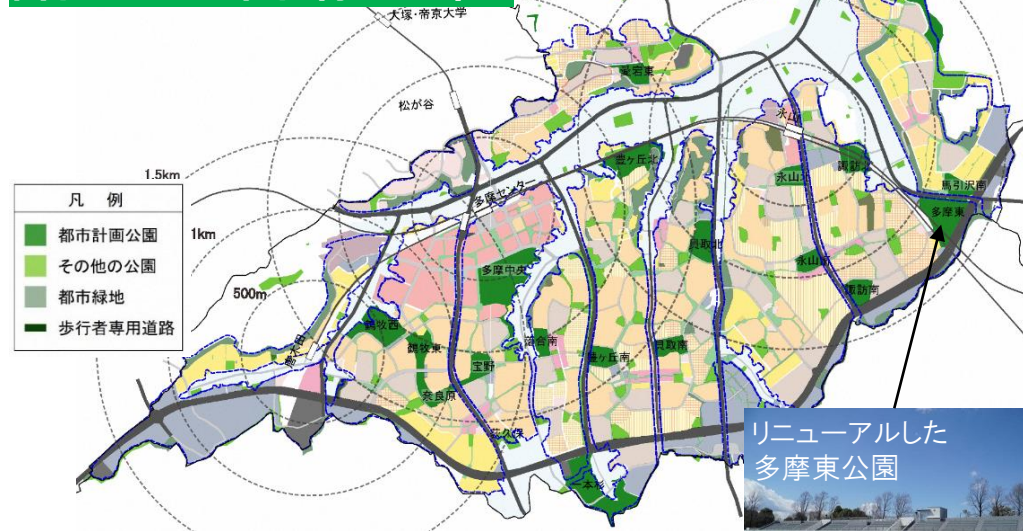 大塚・帝京大学
松が谷
愛宕東
1.5km
多摩センター
豊ヶ丘北
永山
永山北
諏訪北
馬引沢南
多摩東
凡 例
都市計画公園
その他の公園
都市緑地
歩行者専用道路
1km
500m
多摩中央
貝取北
諏訪南
鶴牧西
鶴牧東
宝野
落合南
豊ヶ丘南
貝取南
奈良原
一本杉
リニューアルした
多摩東公園